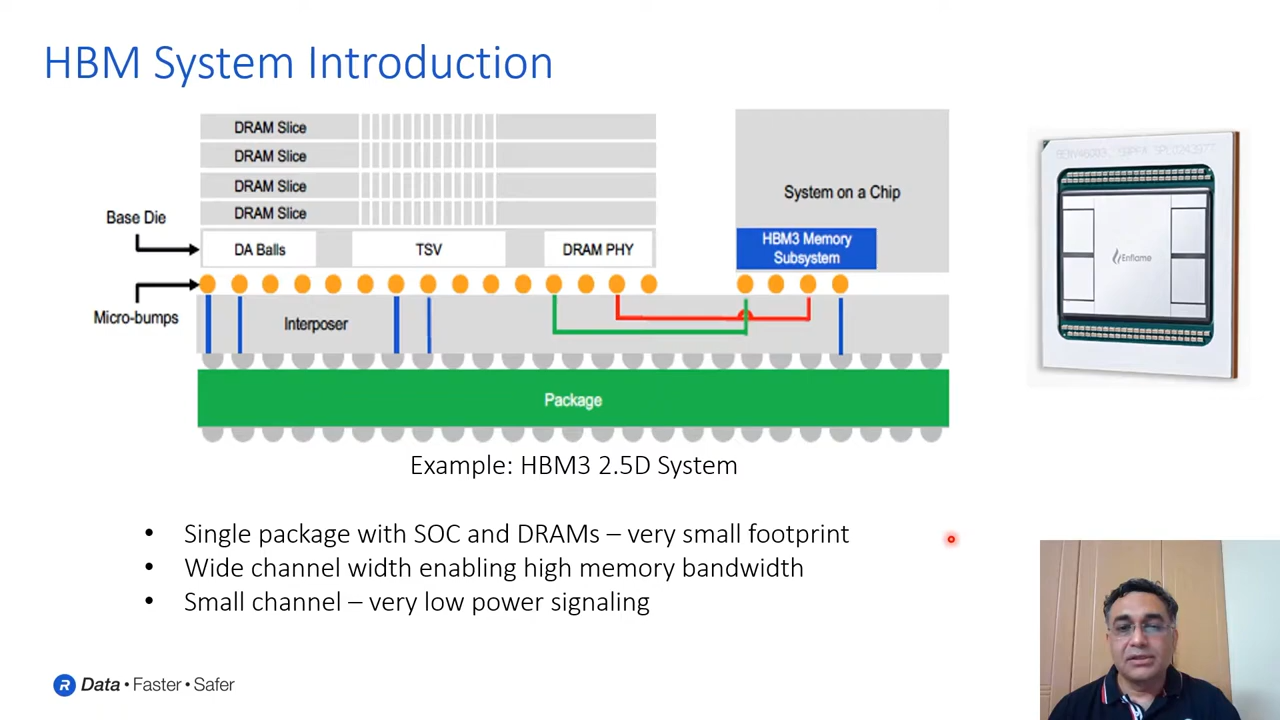 HBM System Introduction
DRAM Slice
DRAM Slice
DRAM Slice
DRAM Slice
Base Die
DA Balls
TSV
DRAM PHY
System on a Chip
HBM3 Memory
Subsystem
Micro-bumps
Interposer
Package
Enflame
Example: HBM3 2.5D System
• Single package with SOC and DRAMs – very small footprint
• Wide channel width enabling high memory bandwidth
• Small channel – very low power signaling
R Data • Faster • Safer